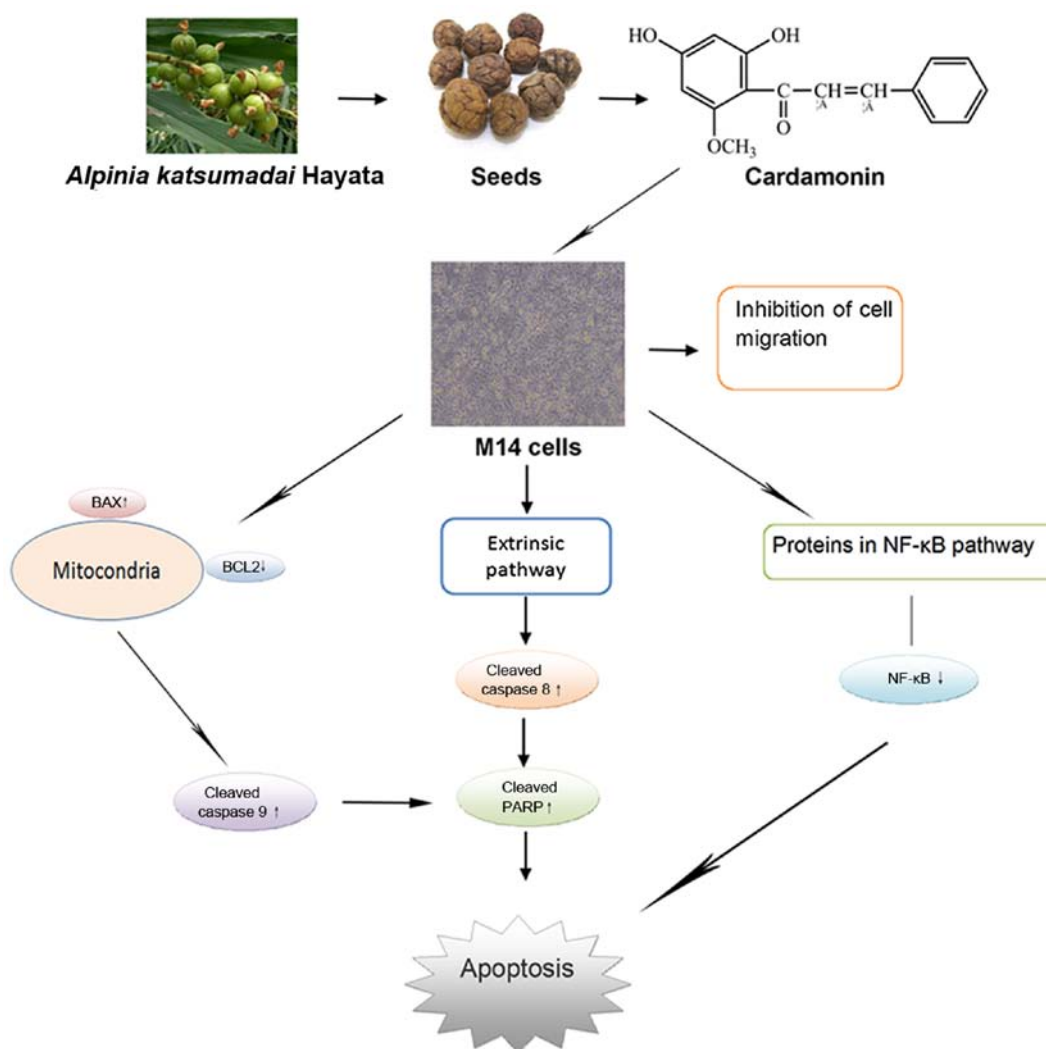 HO
OH
C
CH
CH
O
OCH3
Alpinia katsumadai Hayata
Seeds
Cardamonin
Inhibition of cell
migration
M14 cells
BAX↑
Mitocondria
BCL2↓
Extrinsic
pathway
Proteins in NF-κB pathway
Cleaved
caspase 8 ↑
NF-κB ↓
Cleaved
caspase 9 ↑
Cleaved
PARP ↑
Apoptosis